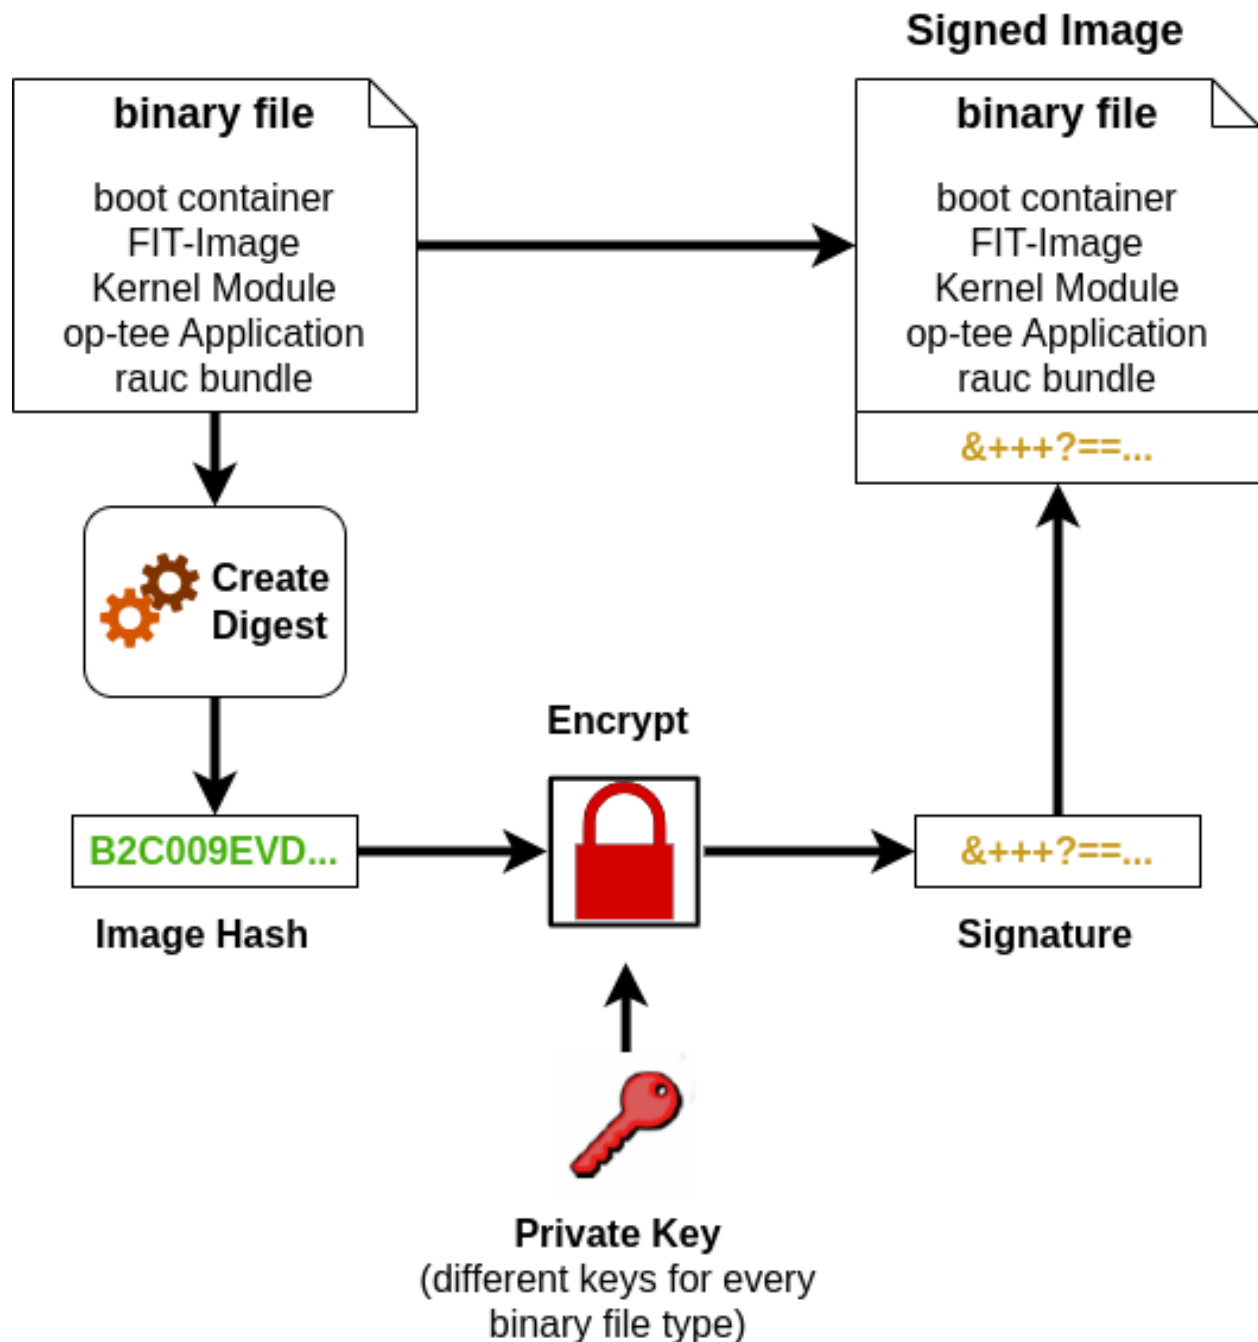 Signed Image
binary file
boot container
FIT-Image
Kernel Module
op-tee Application
rauc bundle
binary file
boot container
FIT-Image
Kernel Module
op-tee Application
rauc bundle
&+++?==...
Create
Digest
Encrypt
B2C009EVD...
&+++?==...
Image Hash
Signature
Private Key
(different keys for every
binary file type)